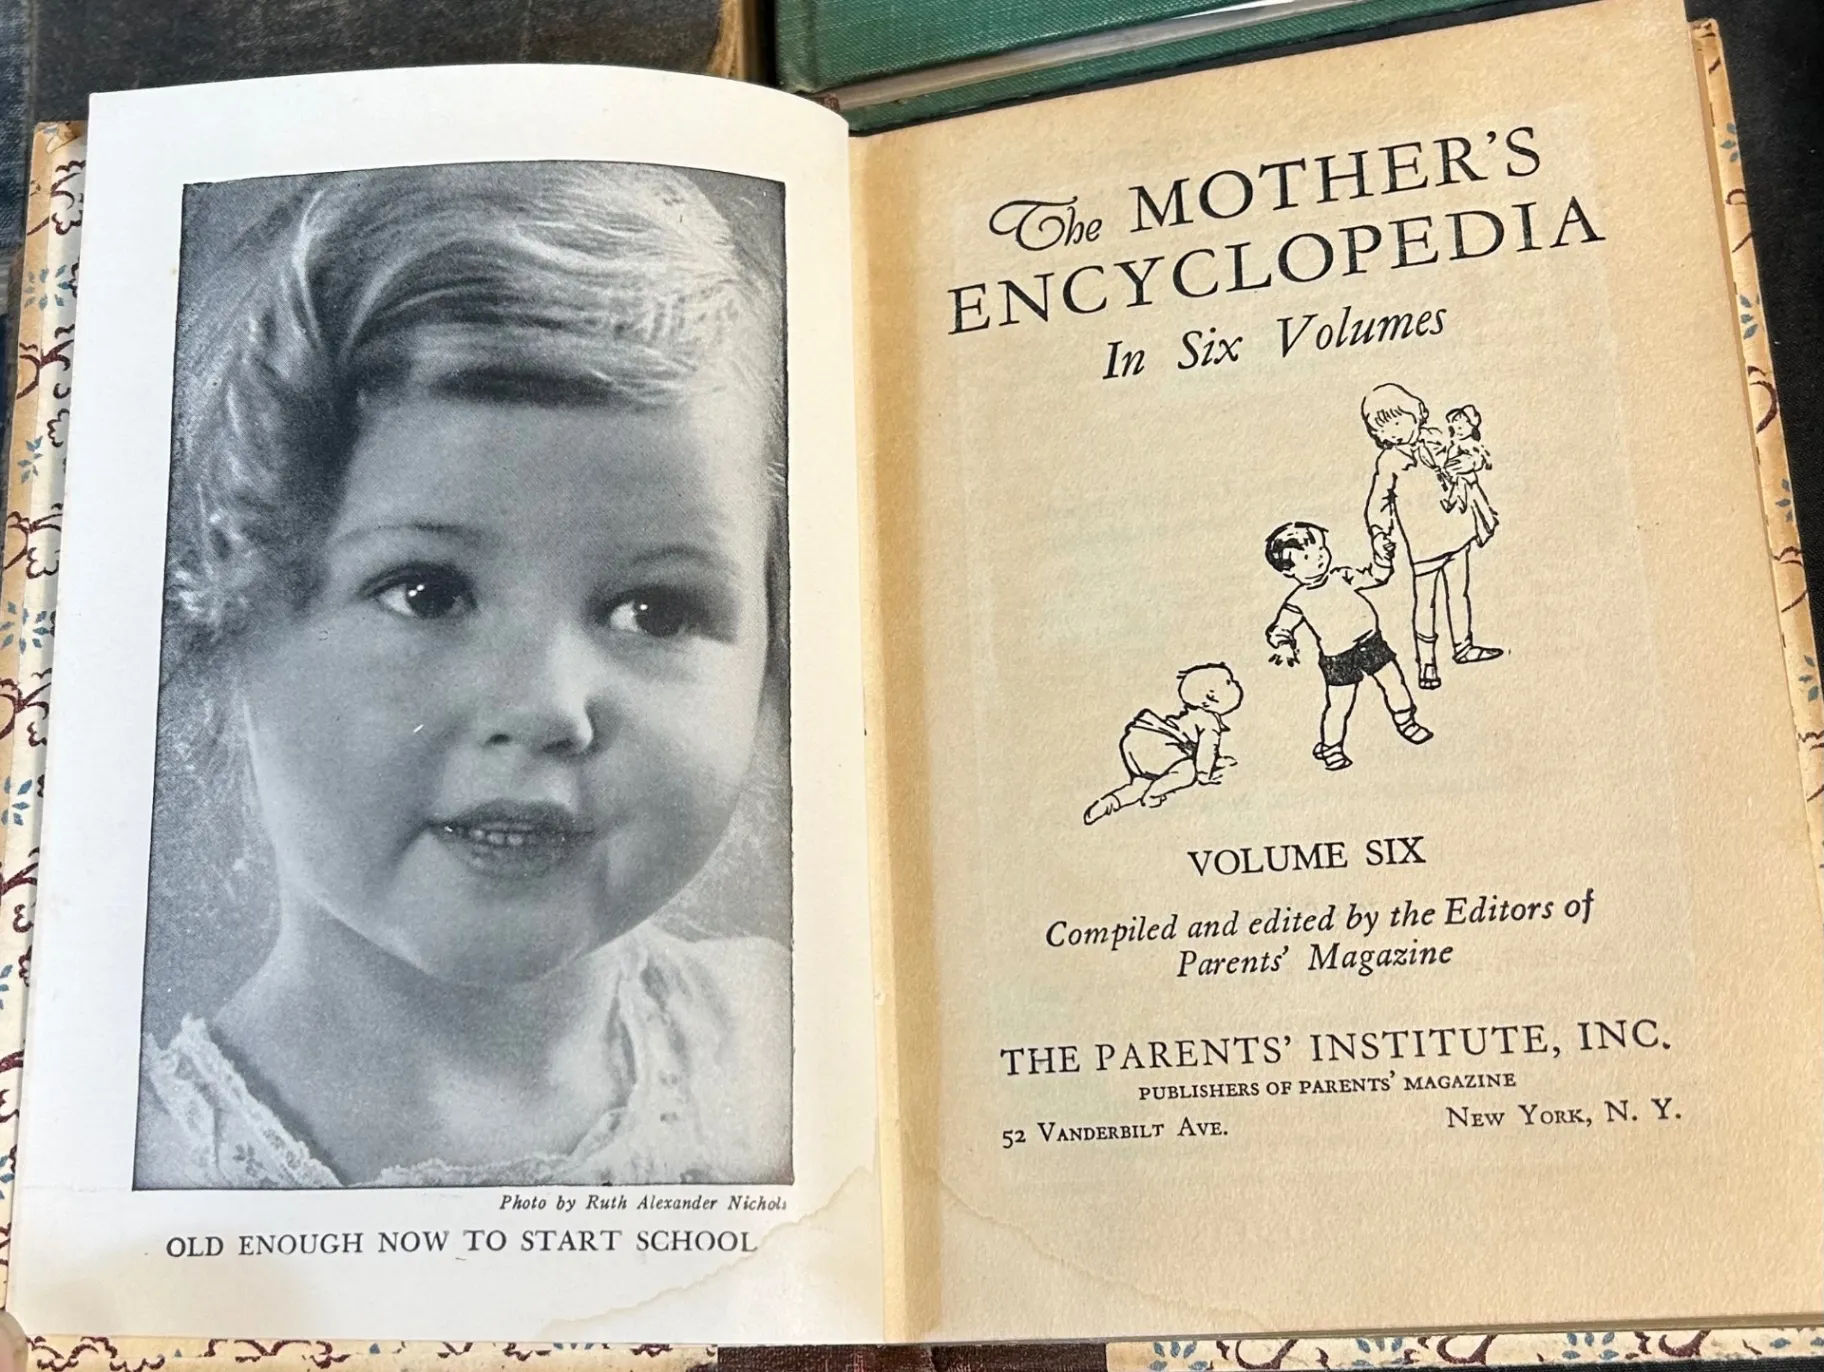 Photo by Ruth Alexander Nichols
OLD ENOUGH NOW TO START SCHOOL
The MOTHER'S
ENCYCLOPEDIA
In Six Volumes
VOLUME SIX
Compiled and edited by the Editors of
Parents' Magazine
THE PARENTS' INSTITUTE, INC.
PUBLISHERS OF PARENTS' MAGAZINE
52 VANDERBILT AVE. NEW YORK, N. Y.